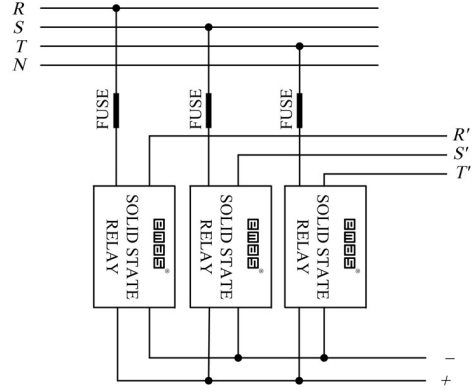 R
S
T
N
FUSE
FUSE
FUSE
R'
S'
T'
SOLID STATE
RELAY
SOLID STATE
RELAY
SOLID STATE
RELAY
−
+